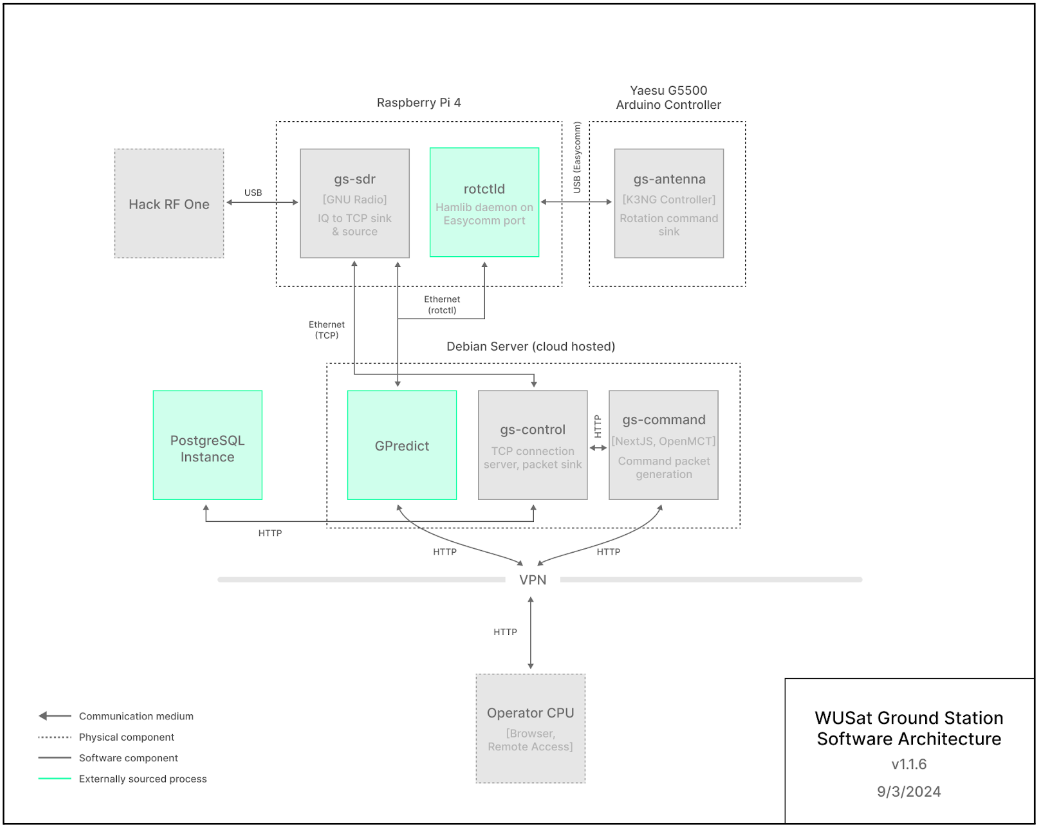 Raspberry Pi 4
Yaesu G5500
Arduino Controller
Hack RF One
USB
gs-sdr
[GNU Radio]
IQ to TCP sink
& source
rotctld
Hamlib daemon on
Easycomm port
USB (Easycomm)
gs-antenna
[K3NG Controller]
Rotation command
sink
Ethernet
(rotctl)
Ethernet
(TCP)
Debian Server (cloud hosted)
PostgreSQL
Instance
GPredict
gs-control
TCP connection
server, packet sink
HTTP
gs-command
[NextJS, OpenMCT]
Command packet
generation
HTTP
HTTP
HTTP
VPN
HTTP
Operator CPU
[Browser,
Remote Access]
Communication medium
Physical component
Software component
Externally sourced process
WUSat Ground Station
Software Architecture
v1.1.6
9/3/2024